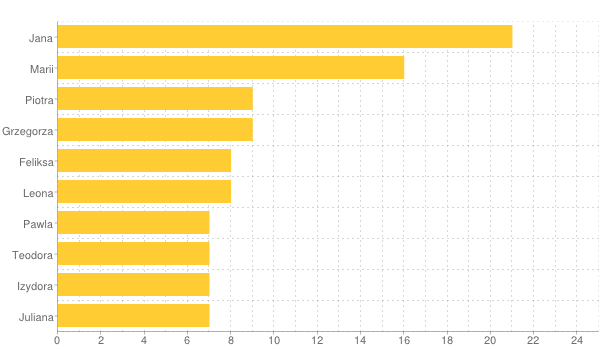 Jana
Marii
Piotra
Grzegorza
Feliksa
Leona
Pawla
Teodora
Izydora
Juliana
0 2 4 6 8 10 12 14 16 18 20 22 24